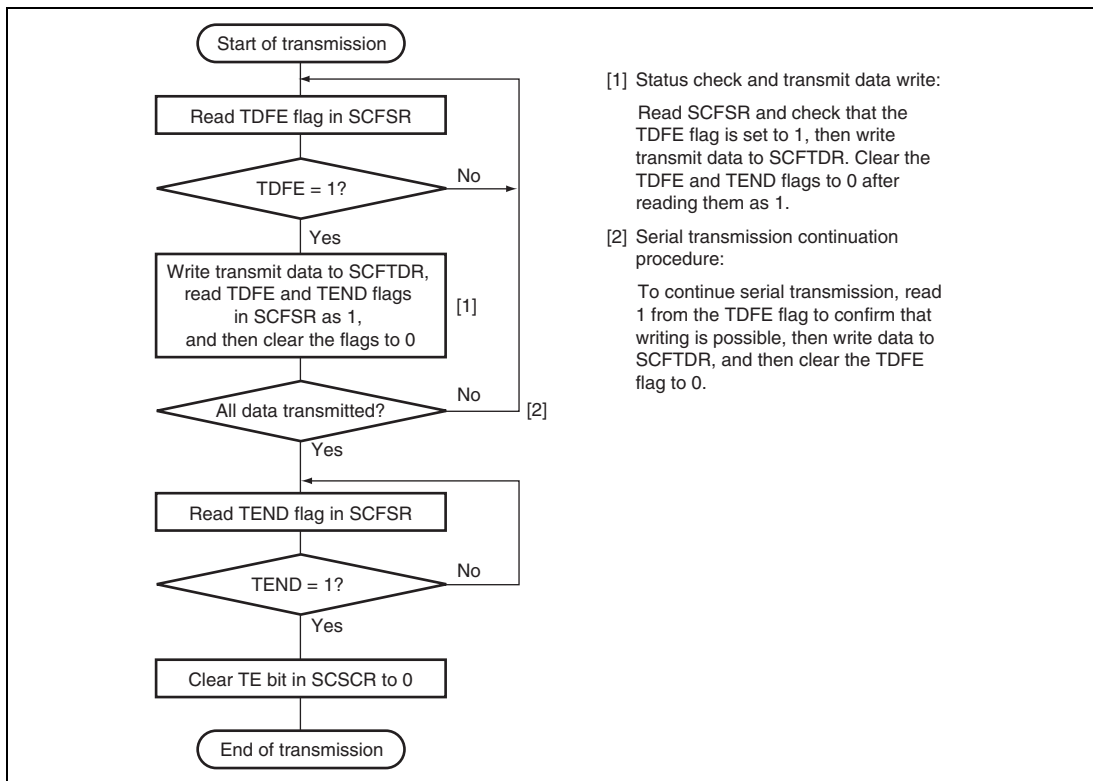 Start of transmission
Read TDFE flag in SCFSR
TDFE = 1?
No
Yes
Write transmit data to SCFTDR,
read TDFE and TEND flags
in SCFSR as 1,
and then clear the flags to 0
[1]
All data transmitted?
No
[2]
Yes
Read TEND flag in SCFSR
TEND = 1?
No
Yes
Clear TE bit in SCSCR to 0
End of transmission
[1] Status check and transmit data write:
Read SCFSR and check that the
TDFE flag is set to 1, then write
transmit data to SCFTDR. Clear the
TDFE and TEND flags to 0 after
reading them as 1.
[2] Serial transmission continuation
procedure:
To continue serial transmission, read
1 from the TDFE flag to confirm that
writing is possible, then write data to
SCFTDR, and then clear the TDFE
flag to 0.